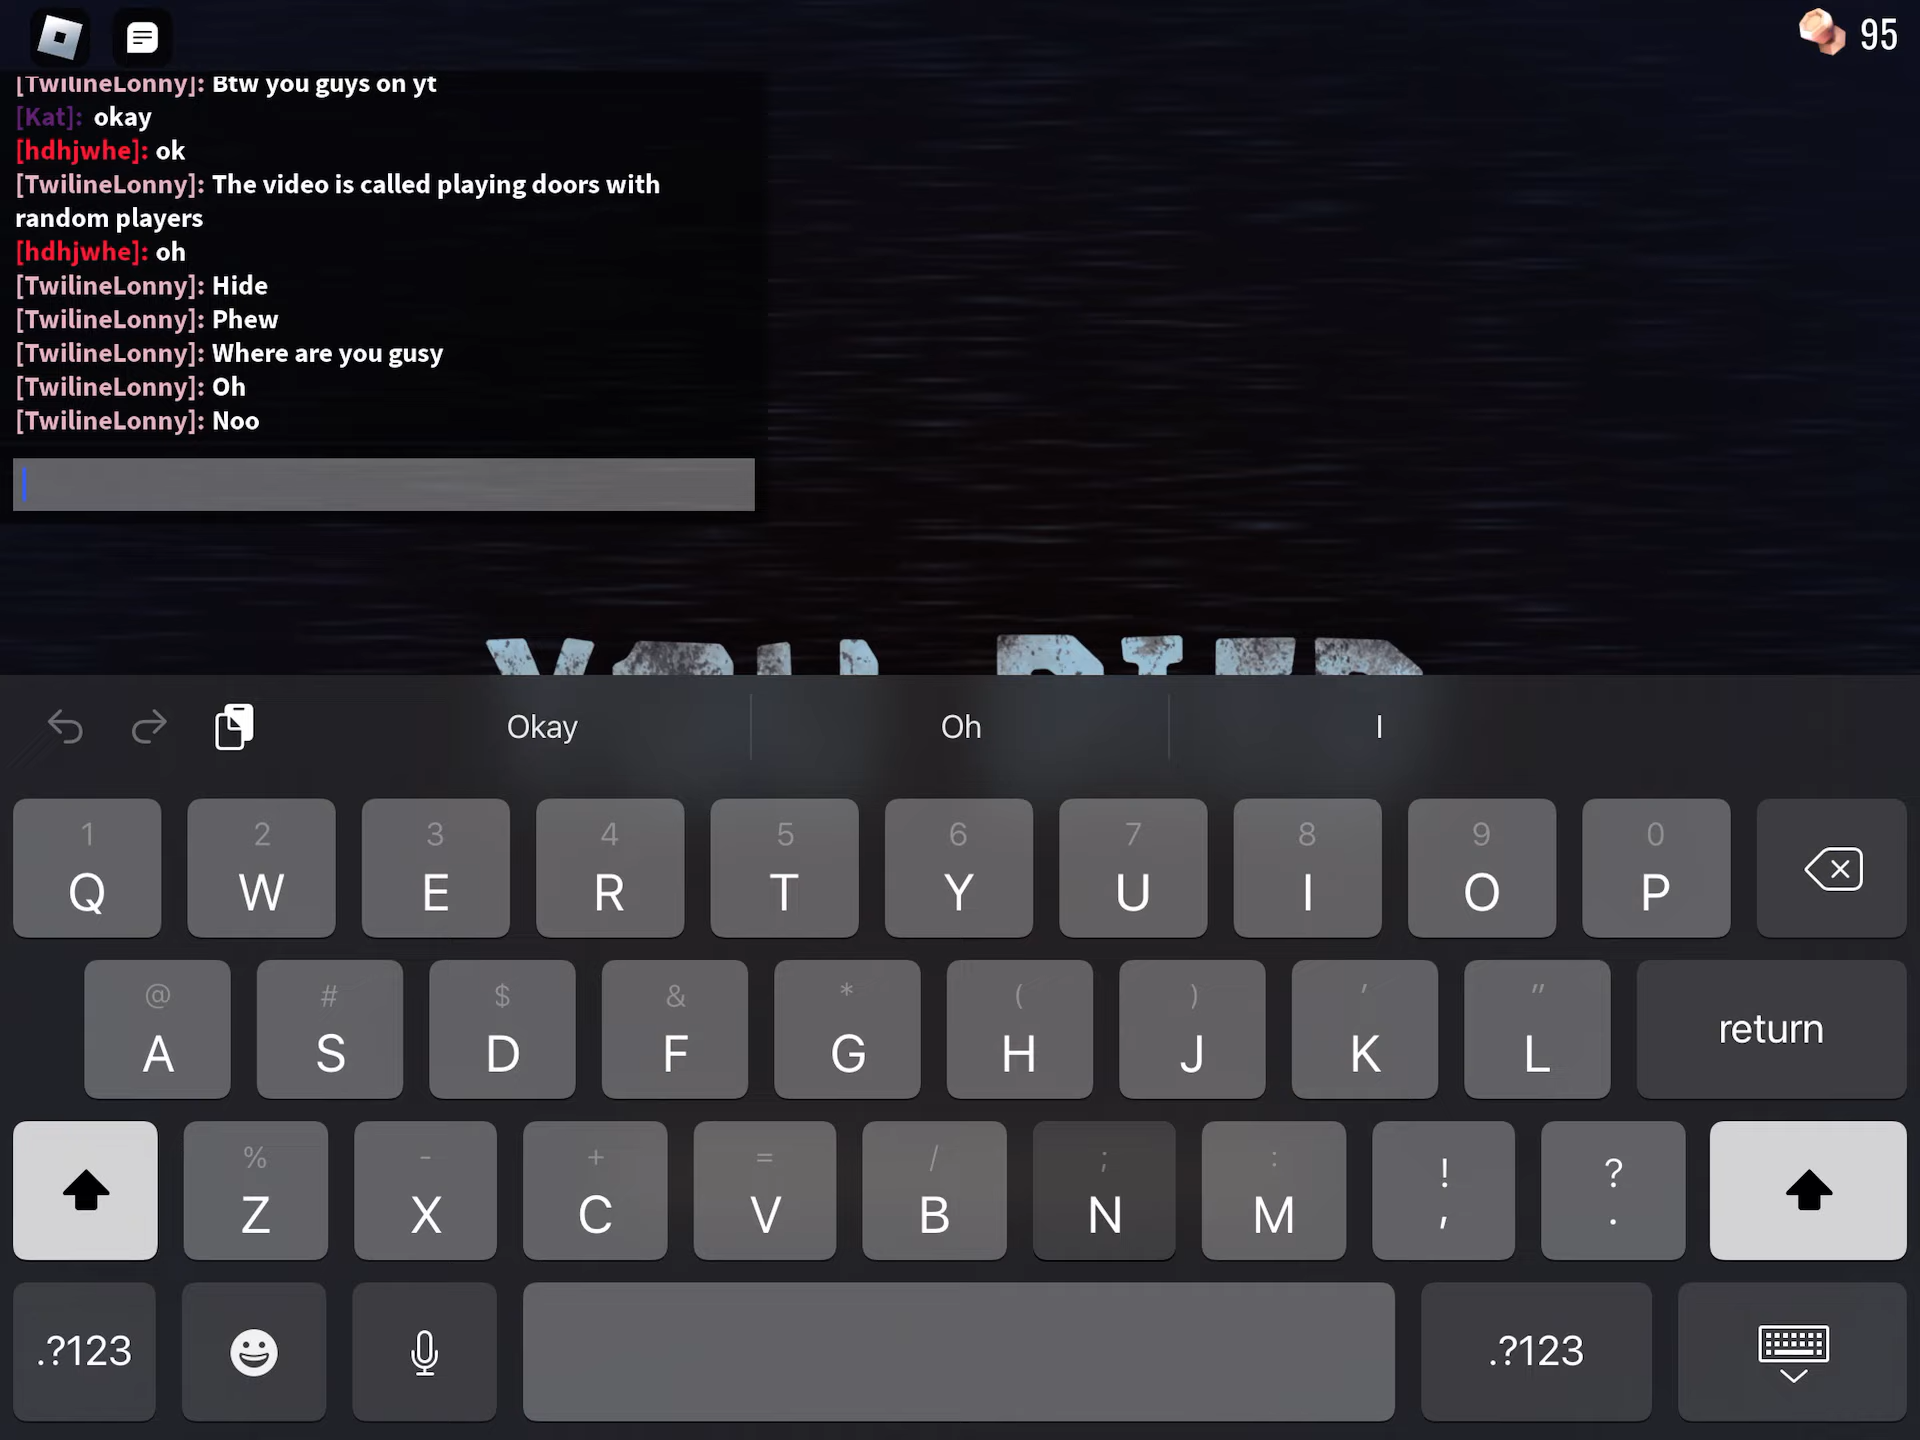 95
[TwilineLonny]: Btw you guys on yt
[Kat]: okay
[hdhjwhe]: ok
[TwilineLonny]: The video is called playing doors with
random players
[hdhjwhe]: oh
[TwilineLonny]: Hide
[TwilineLonny]: Phew
[TwilineLonny]: Where are you gusy
[TwilineLonny]: Oh
[TwilineLonny]: Noo
YOU DIED
Okay Oh I
1 2 3 4 5 6 7 8 9 0
Q W E R T Y U I O P
@ # $ & * ( ) ' "
A S D F G H J K L return
% - + = / ; : ! ?
Z X C V B N M , .
.?123 .?123